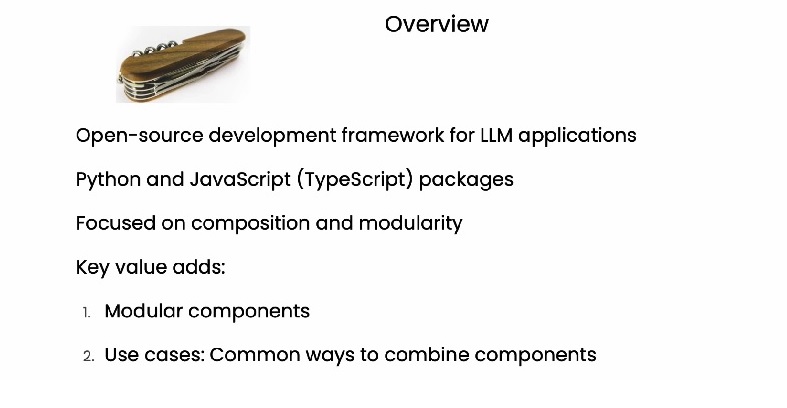 Overview
Open-source development framework for LLM applications
Python and JavaScript (TypeScript) packages
Focused on composition and modularity
Key value adds:
1. Modular components
2. Use cases: Common ways to combine components